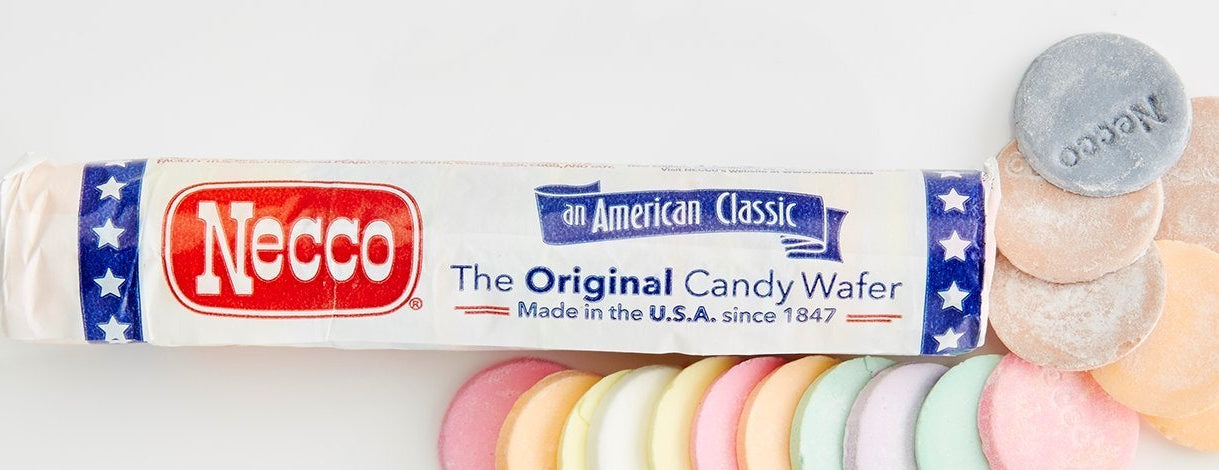 Necco
®
an American Classic
The Original Candy Wafer
Made in the U.S.A. since 1847
Necco